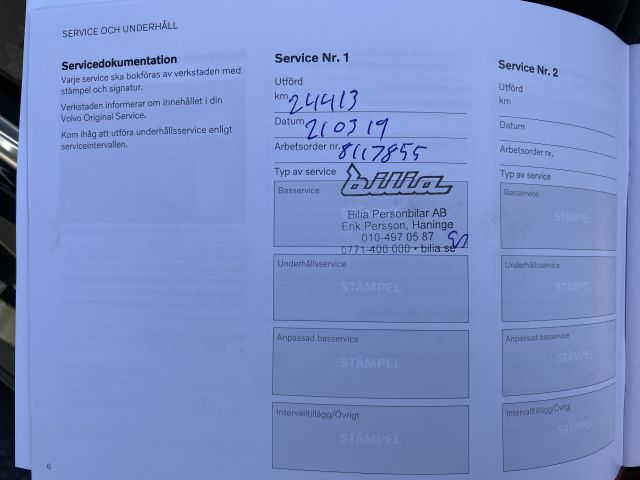 SERVICE OCH UNDERHÅLL
Servicedokumentation
Varje service ska bokföras av verkstaden med
stämpel och signatur.
Verkstaden informerar om innehållet i din
Volvo Original Service.
Kom ihåg att utföra underhållsservice enligt
serviceintervallen.
6
Service Nr. 1
Utförd
km 24413
Datum 210319
Arbetsorder nr. 8117855
Typ av service
bilia
Basservice
Bilia Personbilar AB
Erik Persson, Haninge
010-497 05 87
0771-400 000 • bilia.se
Underhållsservice
STÄMPEL
Anpassad basservice
STÄMPEL
Intervalltillägg/Övrigt
STÄMPEL
Service Nr. 2
Utförd
km
Datum
Arbetsorder nr.
Typ av service
Basservice
STÄMPEL
Underhållsservice
STÄMPEL
Anpassad basservice
STÄMPEL
Intervalltillägg/Övrigt
STÄMPEL